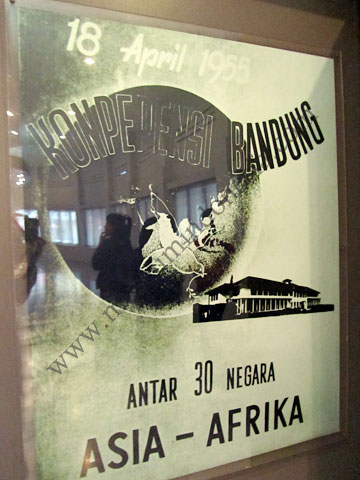 18 April 1955
KONPERENSI BANDUNG
ANTAR 30 NEGARA
ASIA - AFRIKA